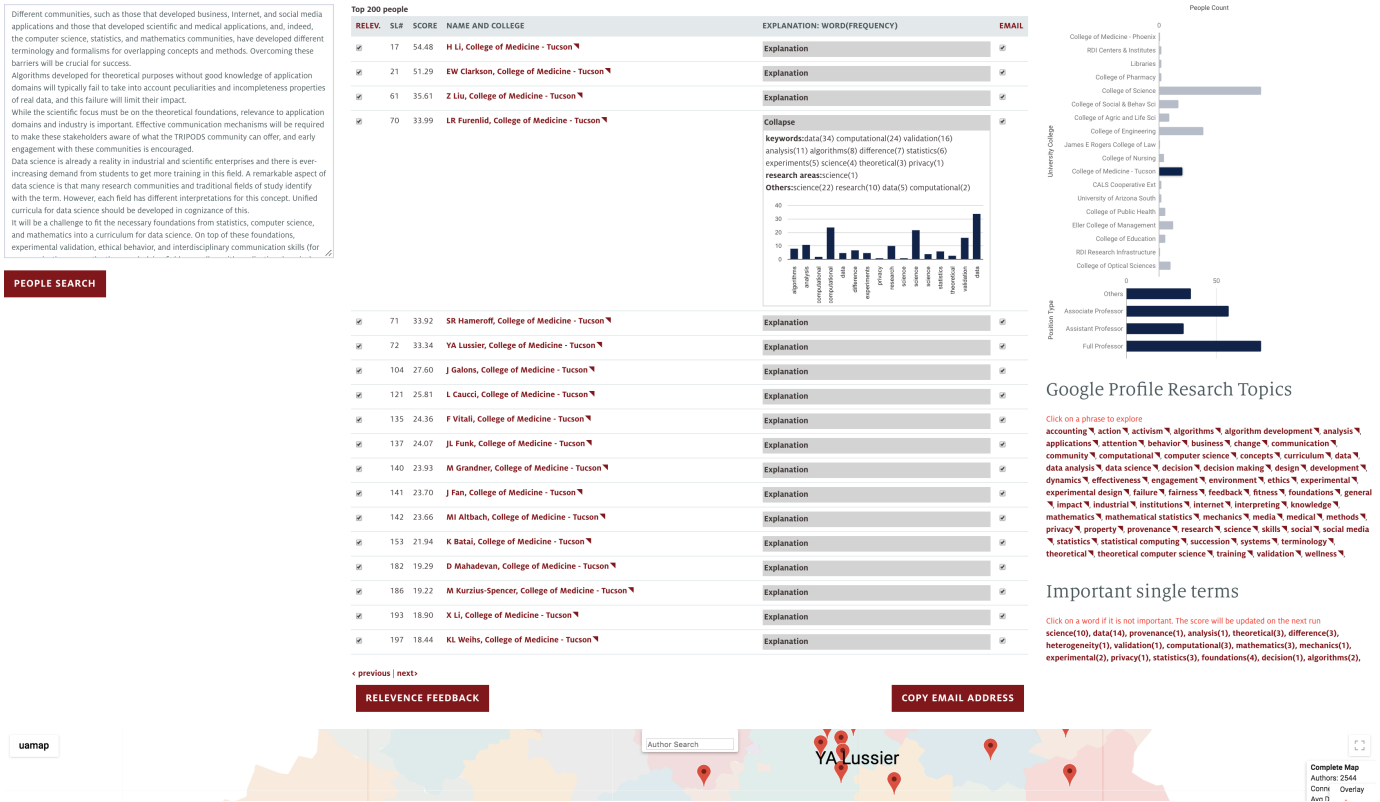 Different communities, such as those that developed business, Internet, and social media
applications and those that developed scientific and medical applications, and, indeed,
the computer science, statistics, and mathematics communities, have developed different
terminology and formalisms for overlapping concepts and methods. Overcoming these
barriers will be crucial for success.
Algorithms developed for theoretical purposes without good knowledge of application
domains will typically fail to take into account peculiarities and incompleteness properties
of real data, and this failure will limit their impact.
While the scientific focus must be on the theoretical foundations, relevance to application
domains and industry is important. Effective communication mechanisms will be required
to make these stakeholders aware of what the TRIPODS community can offer, and early
engagement with these communities is encouraged.
Data science is already a reality in industrial and scientific enterprises and there is ever-
increasing demand from students to get more training in this field. A remarkable aspect of
data science is that many research communities and traditional fields of study identify
with the term. However, each field has different interpretations for this concept. Unified
curricula for data science should be developed in cognizance of this.
It will be a challenge to fit the necessary foundations from statistics, computer science,
and mathematics into a curriculum for data science. On top of these foundations,
experimental validation, ethical behavior, and interdisciplinary communication skills (for
PEOPLE SEARCH
Top 200 people
RELEV. SL# SCORE NAME AND COLLEGE EXPLANATION: WORD(FREQUENCY) EMAIL
17 54.48 H Li, College of Medicine - Tucson Explanation
21 51.29 EW Clarkson, College of Medicine - Tucson Explanation
61 35.61 Z Liu, College of Medicine - Tucson Explanation
70 33.99 LR Furenlid, College of Medicine - Tucson Collapse
keywords:data(34) computational(24) validation(16)
analysis(11) algorithms(8) difference(7) statistics(6)
experiments(5) science(4) theoretical(3) privacy(1)
research areas:science(1)
Others:science(22) research(10) data(5) computational(2)
40
30
20
10
0
algorithms
analysis
computational
computational
data
difference
experiments
privacy
research
science
science
science
statistics
theoretical
validation
data
71 33.92 SR Hameroff, College of Medicine - Tucson Explanation
72 33.34 YA Lussier, College of Medicine - Tucson Explanation
104 27.60 J Galons, College of Medicine - Tucson Explanation
121 25.81 L Caucci, College of Medicine - Tucson Explanation
135 24.36 F Vitali, College of Medicine - Tucson Explanation
137 24.07 JL Funk, College of Medicine - Tucson Explanation
140 23.93 M Grandner, College of Medicine - Tucson Explanation
141 23.70 J Fan, College of Medicine - Tucson Explanation
142 23.66 MI Altbach, College of Medicine - Tucson Explanation
153 21.94 K Batai, College of Medicine - Tucson Explanation
182 19.29 D Mahadevan, College of Medicine - Tucson Explanation
186 19.22 M Kurzius-Spencer, College of Medicine - Tucson Explanation
193 18.90 X Li, College of Medicine - Tucson Explanation
197 18.44 KL Weihs, College of Medicine - Tucson Explanation
‹ previous | next›
RELEVENCE FEEDBACK
COPY EMAIL ADDRESS
People Count
0
University College
College of Medicine - Phoenix
RDI Centers & Institutes
Libraries
College of Pharmacy
College of Science
College of Social & Behav Sci
College of Agric and Life Sci
College of Engineering
James E Rogers College of Law
College of Nursing
College of Medicine - Tucson
CALS Cooperative Ext
University of Arizona South
College of Public Health
Eller College of Management
College of Education
RDI Research Infrastructure
College of Optical Sciences
0 50
Position Type
Others
Associate Professor
Assistant Professor
Full Professor
Google Profile Resarch Topics
Click on a phrase to explore
accounting, action, activism, algorithms, algorithm development, analysis,
applications, attention, behavior, business, change, communication,
community, computational, computer science, concepts, curriculum, data,
data analysis, data science, decision, decision making, design, development,
dynamics, effectiveness, engagement, environment, ethics, experimental,
experimental design, failure, fairness, feedback, fitness, foundations, general
, impact, industrial, institutions, internet, interpreting, knowledge,
mathematics, mathematical statistics, mechanics, media, medical, methods,
privacy, property, provenance, research, science, skills, social, social media
, statistics, statistical computing, succession, systems, terminology,
theoretical, theoretical computer science, training, validation, wellness,
Important single terms
Click on a word if it is not important. The score will be updated on the next run
science(10), data(14), provenance(1), analysis(1), theoretical(3), difference(3),
heterogeneity(1), validation(1), computational(3), mathematics(3), mechanics(1),
experimental(2), privacy(1), statistics(3), foundations(4), decision(1), algorithms(2),
uamap
Author Search
YA Lussier
Complete Map
Authors: 2544
Overlay